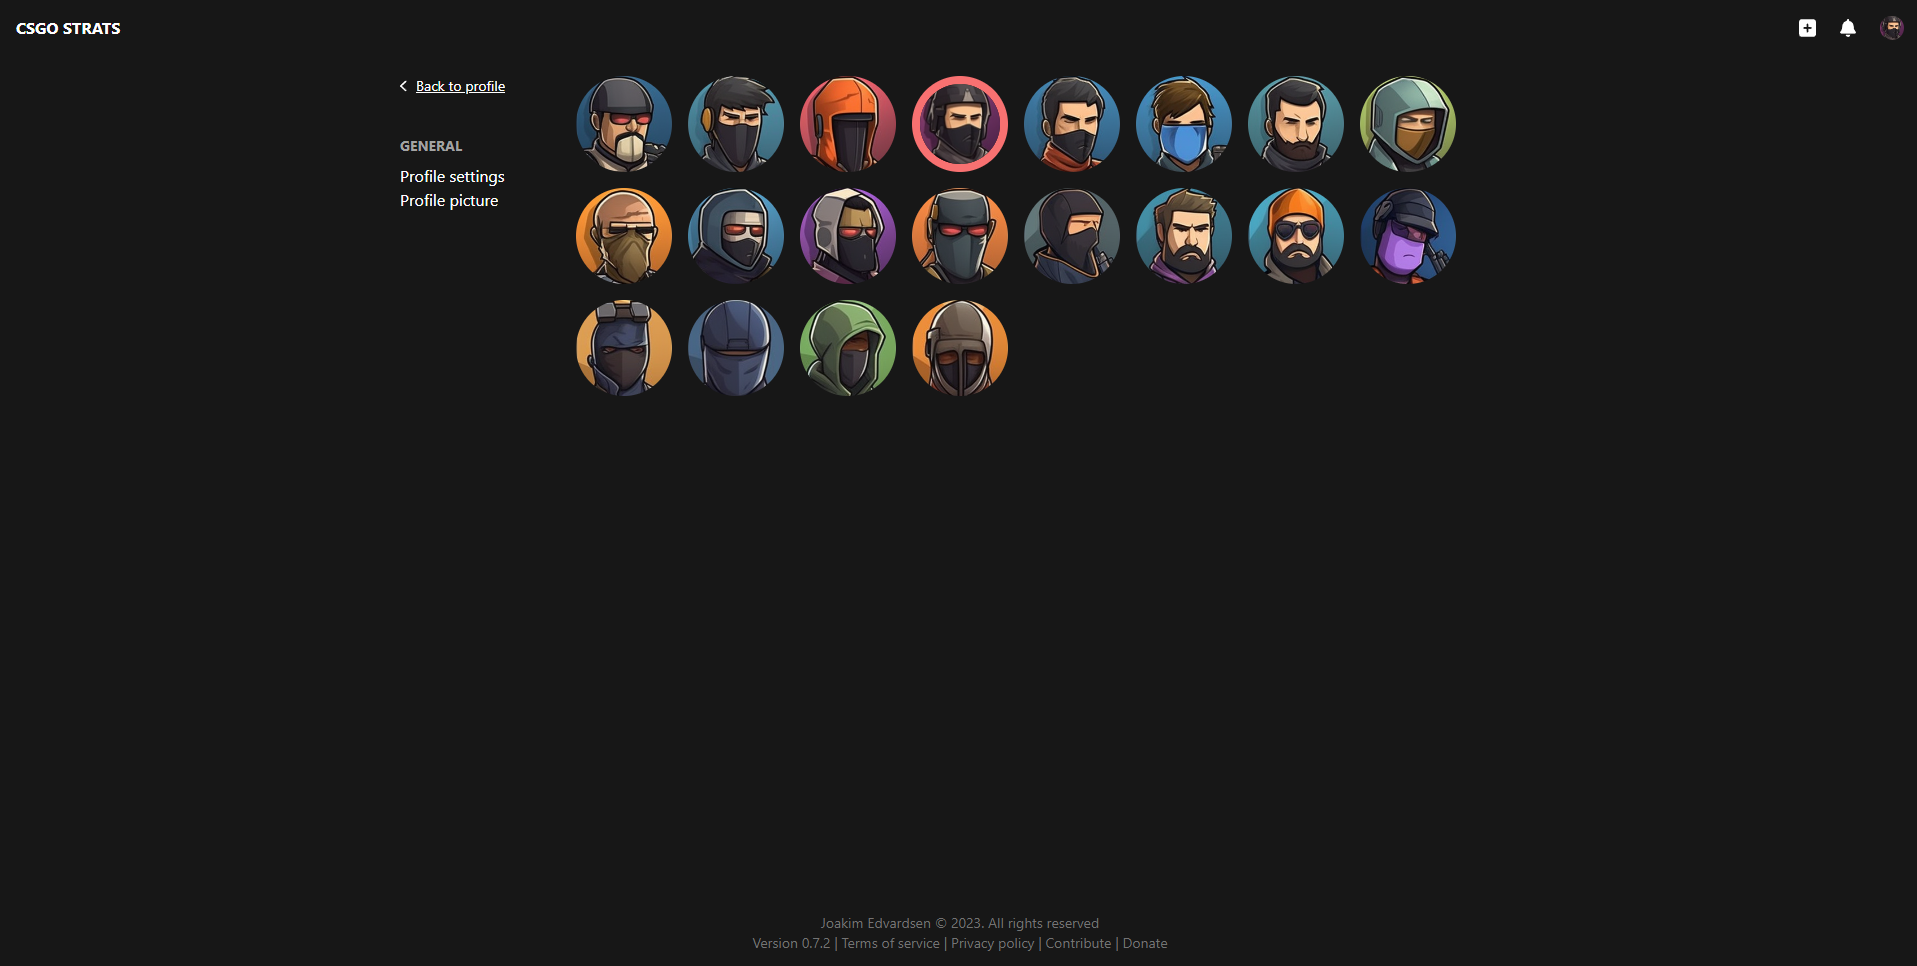 CSGO STRATS
Back to profile
GENERAL
Profile settings
Profile picture
Joakim Edvardsen © 2023. All rights reserved
Version 0.7.2 | Terms of service | Privacy policy | Contribute | Donate